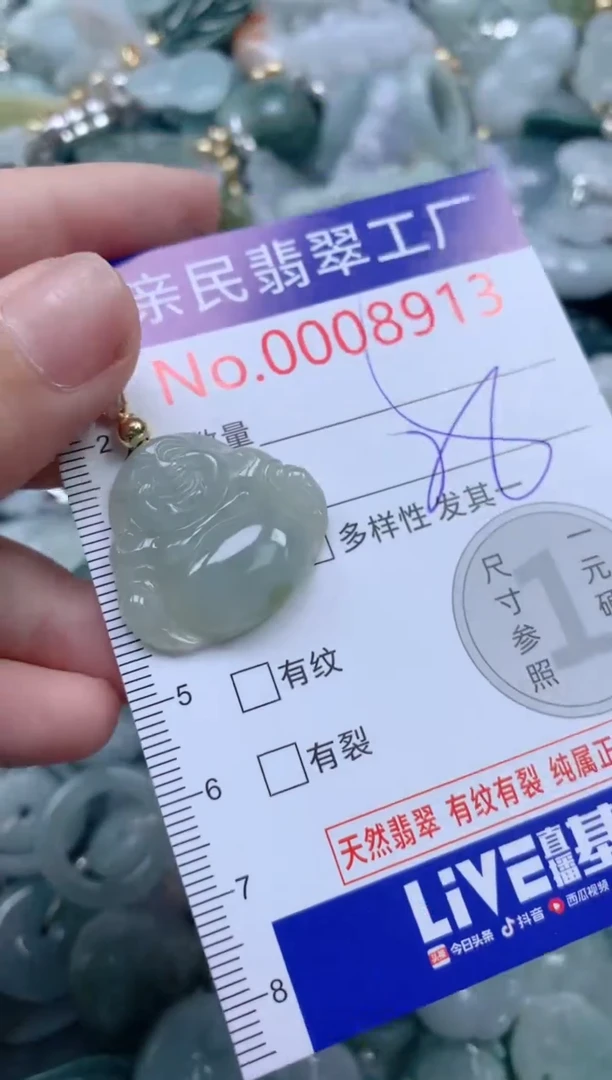 亲民翡翠工厂
No.0008913
数量
多样性 发其一
2
尺寸参照
一元硬
1
5
有纹
6
有裂
天然翡翠 有纹有裂 纯属正
7
LiVE直播基
今日头条 抖音 西瓜视频
8